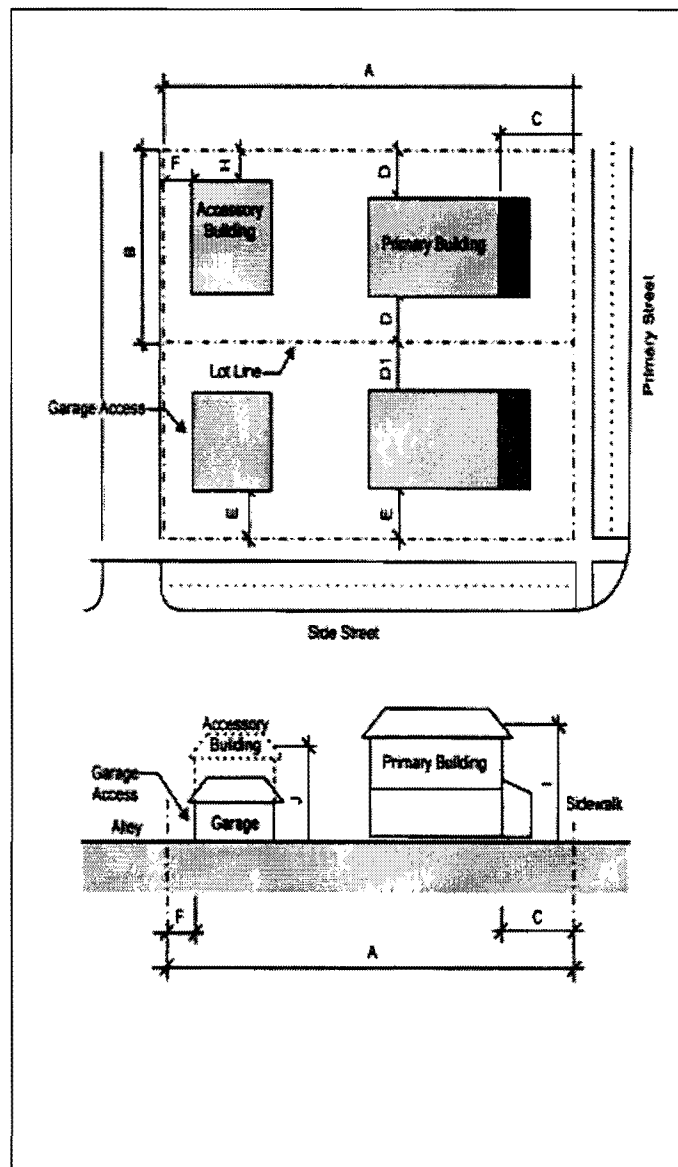 A
C
F
H
D
Accessory
Building
Primary Building
B
D
Primary Street
Lot Line
D1
Garage Access
E
E
Side Street
Accessory
Building
Garage
Access
Primary Building
J
I
Sidewalk
Alley
Garage
F
C
A